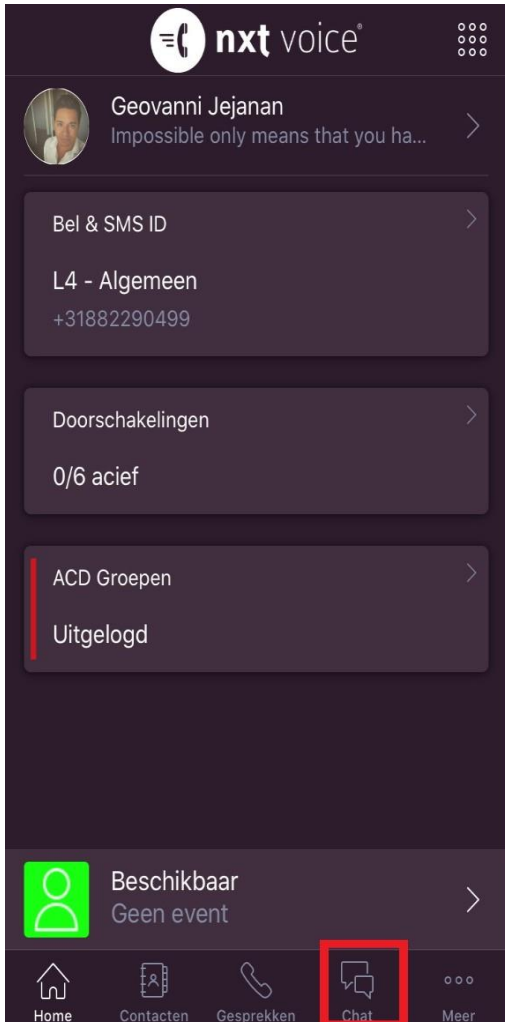 nxt voice®
Geovanni Jejanan
Impossible only means that you ha...
Bel & SMS ID
L4 - Algemeen
+31882290499
Doorschakelingen
0/6 acief
ACD Groepen
Uitgelogd
Beschikbaar
Geen event
Home Contacten Gesprekken Chat Meer